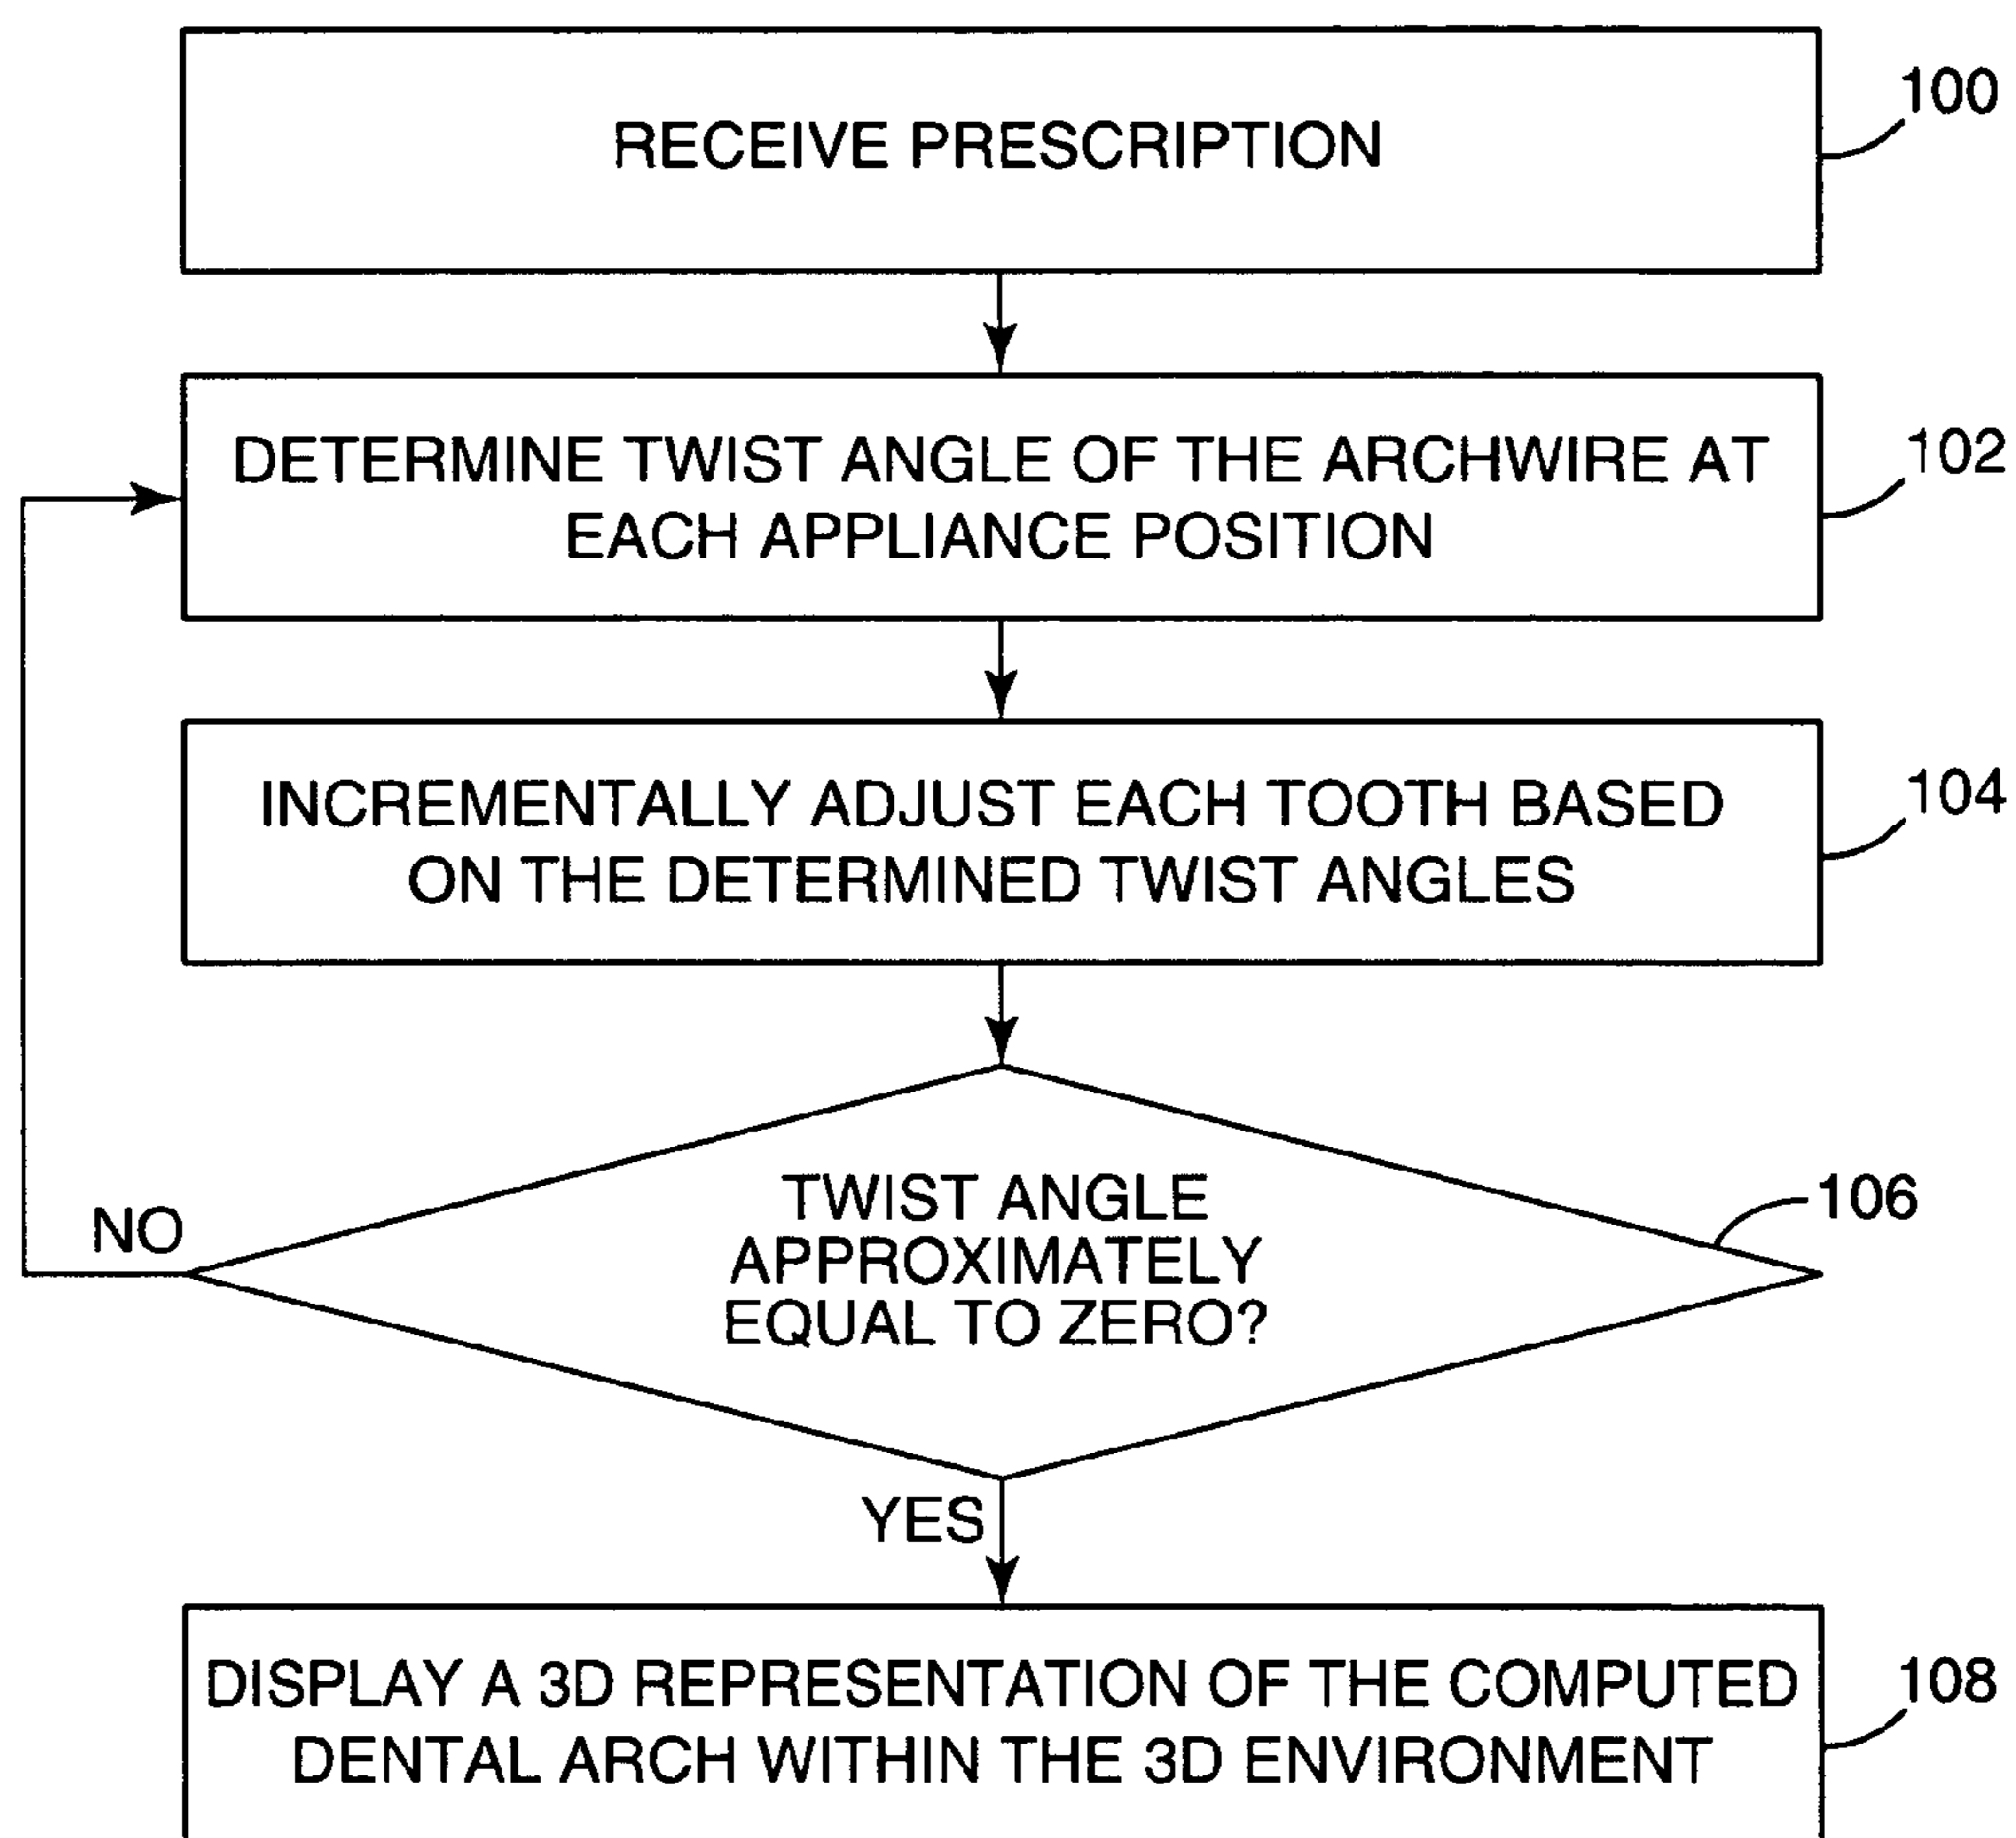 RECEIVE PRESCRIPTION
100
DETERMINE TWIST ANGLE OF THE ARCHWIRE AT
EACH APPLIANCE POSITION
102
INCREMENTALLY ADJUST EACH TOOTH BASED
ON THE DETERMINED TWIST ANGLES
104
TWIST ANGLE
APPROXIMATELY
EQUAL TO ZERO?
106
NO
YES
DISPLAY A 3D REPRESENTATION OF THE COMPUTED
DENTAL ARCH WITHIN THE 3D ENVIRONMENT
108